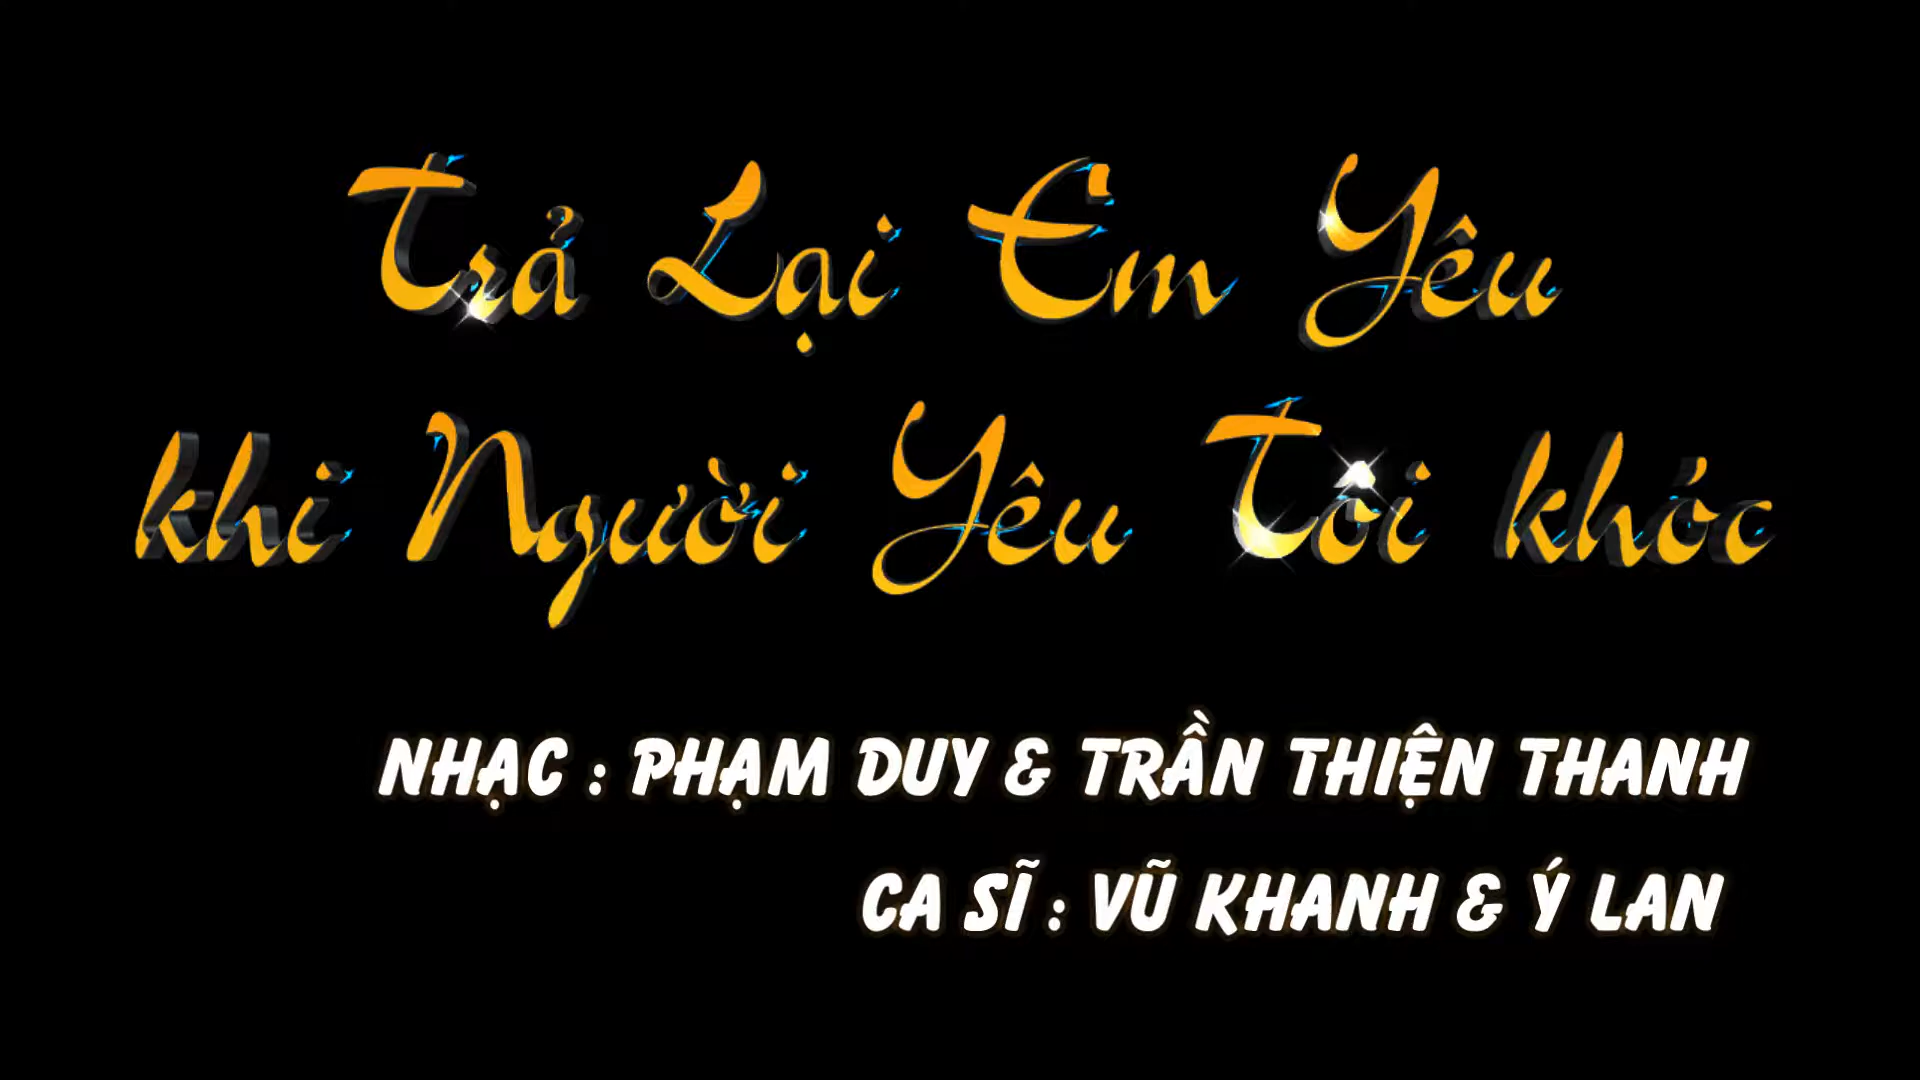 Trả Lại Em Yêu
khi Người Yêu Tôi khóc
NHẠC : PHẠM DUY & TRẦN THIỆN THANH
CA SĨ : VŨ KHANH & Ý LAN